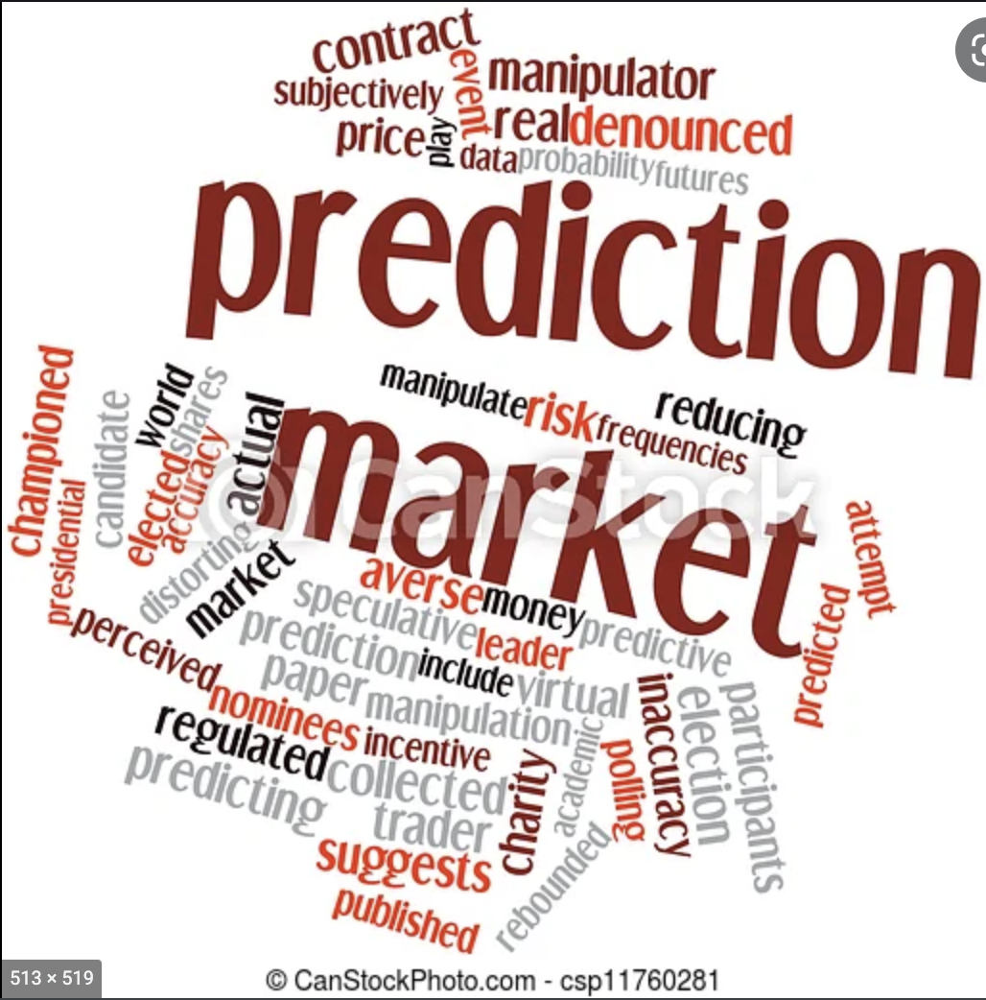 contract
event
manipulator
subjectively
real
denounced
price
play
data
probability
futures
prediction
championed
candidate
world
shares
manipulate
risk
frequencies
reducing
presidential
elected
accuracy
actual
market
© CanStock
attempt
distorting
market
averse
money
predictive
predicted
perceived
speculative
leader
prediction
include
virtual
paper
manipulation
nominees
incentive
regulated
collected
predicting
trader
charity
academic
polling
inaccuracy
election
participants
suggests
rebounded
published
513 × 519
© CanStockPhoto.com - csp11760281